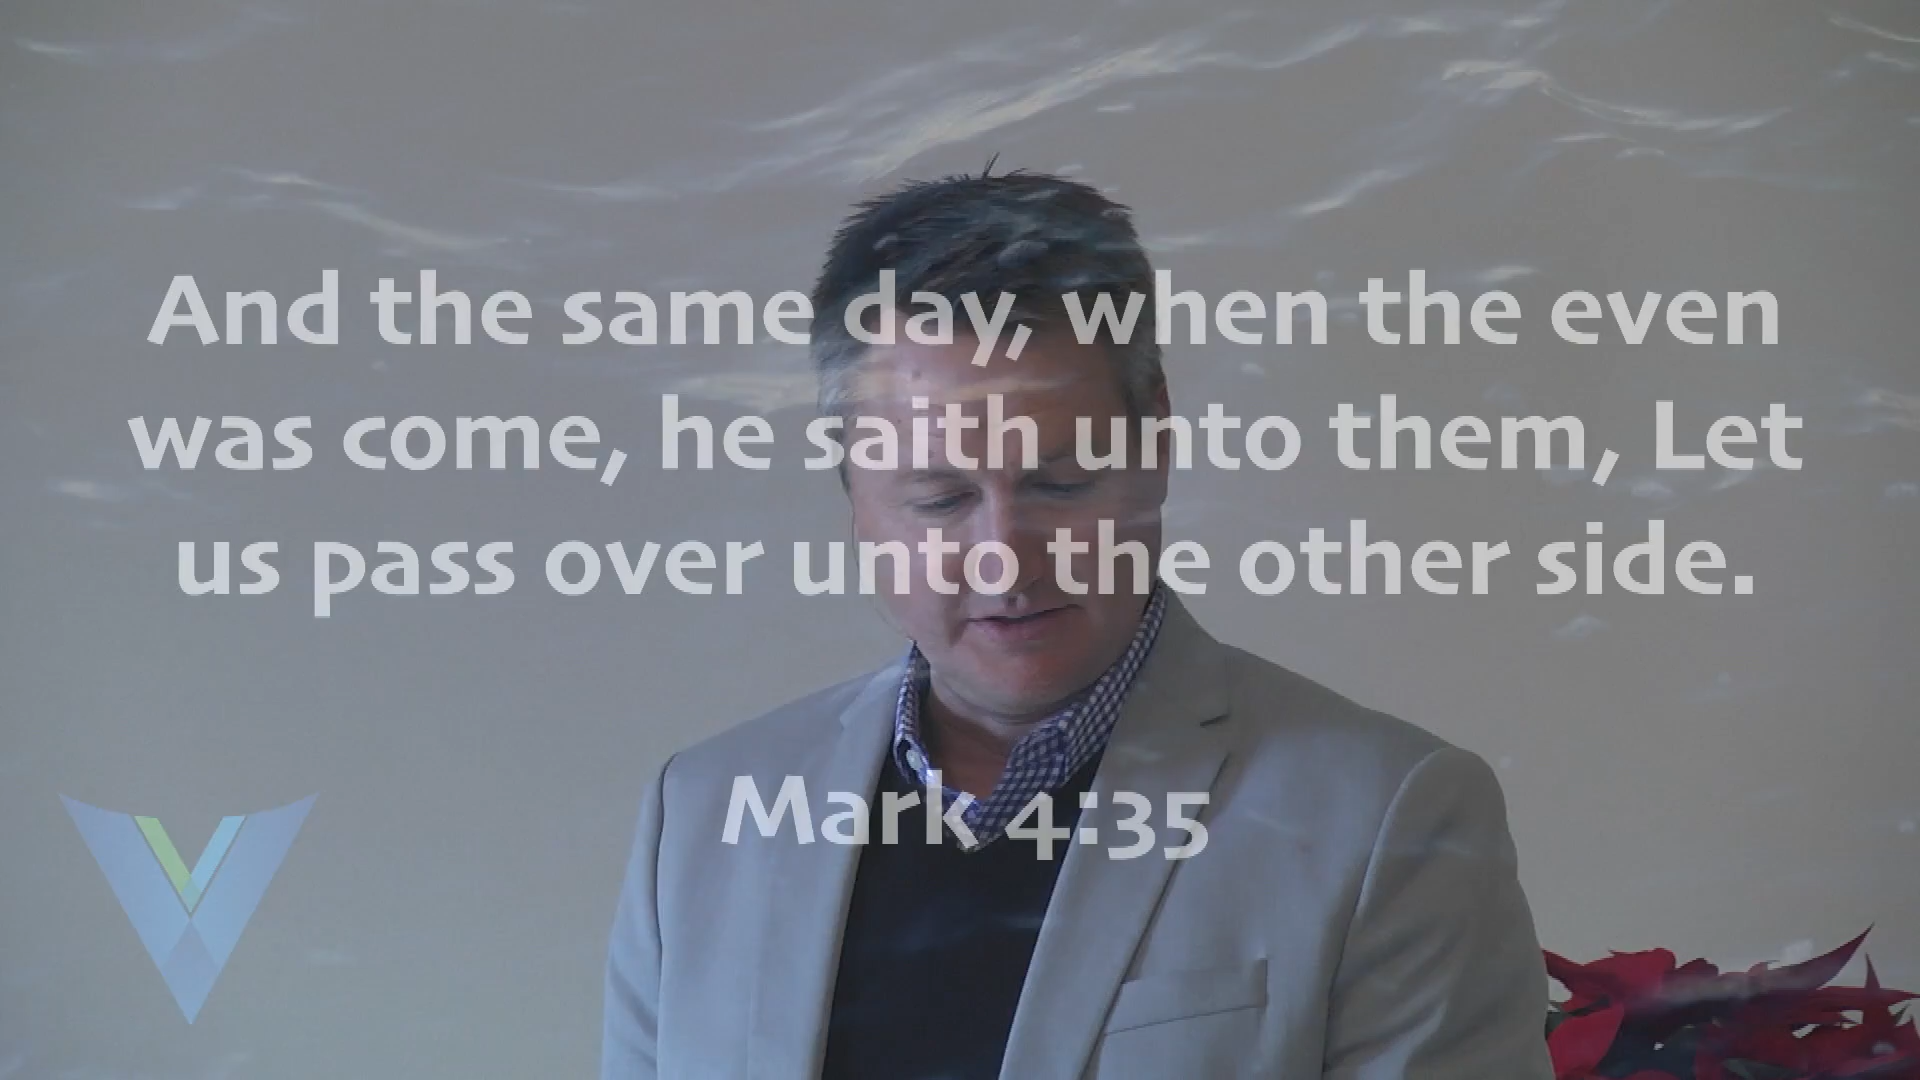 And the same day, when the even
was come, he saith unto them, Let
us pass over unto the other side.
Mark 4:35